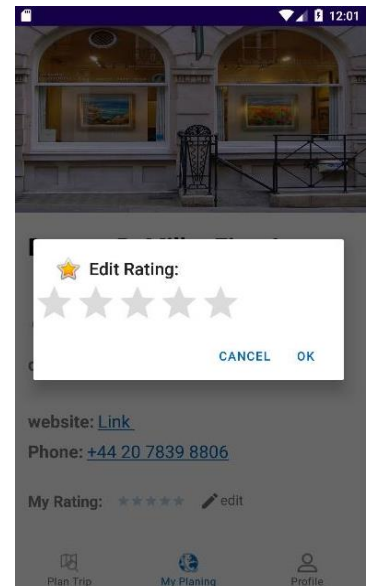 12:01
Edit Rating:
CANCEL OK
website: Link
Phone: +44 20 7839 8806
My Rating: edit
Plan Trip My Planing Profile